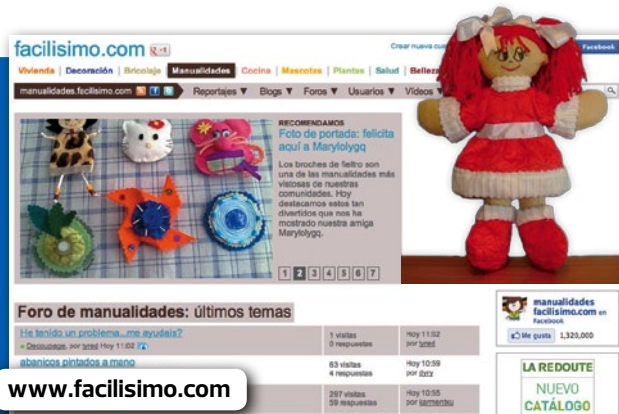 facilisimo.com +1
Crear nueva cue
Facebook
Vivienda | Decoración | Bricolaje | Manualidades | Cocina | Mascotas | Plantas | Salud | Belleza
manualidades.facilisimo.com Reportajes ▼ Blogs ▼ Foros ▼ Usuarios ▼ Vídeos ▼
RECOMENDAMOS
Foto de portada: felicita
aquí a Marylolygq
Los broches de fieltro son
una de las manualidades más
vistosas de nuestras
comunidades. Hoy
destacamos estos tan
divertidos que nos ha
mostrado nuestra amiga
Marylolygq.
1 2 3 4 5 6 7
Foro de manualidades: últimos temas
He tenido un problema...me ayudais?
» Decoupage, por tyred Hoy 11:02
1 visitas
0 respuestas
Hoy 11:02
por tyred
abanicos pintados a mano
63 visitas
4 respuestas
Hoy 10:59
por
297 visitas
59 respuestas
Hoy 10:55
por karmentxu
manualidades
facilisimo.com en
Facebook
Me gusta 1,320,000
LA REDOUTE
NUEVO
CATÁLOGO
www.facilisimo.com